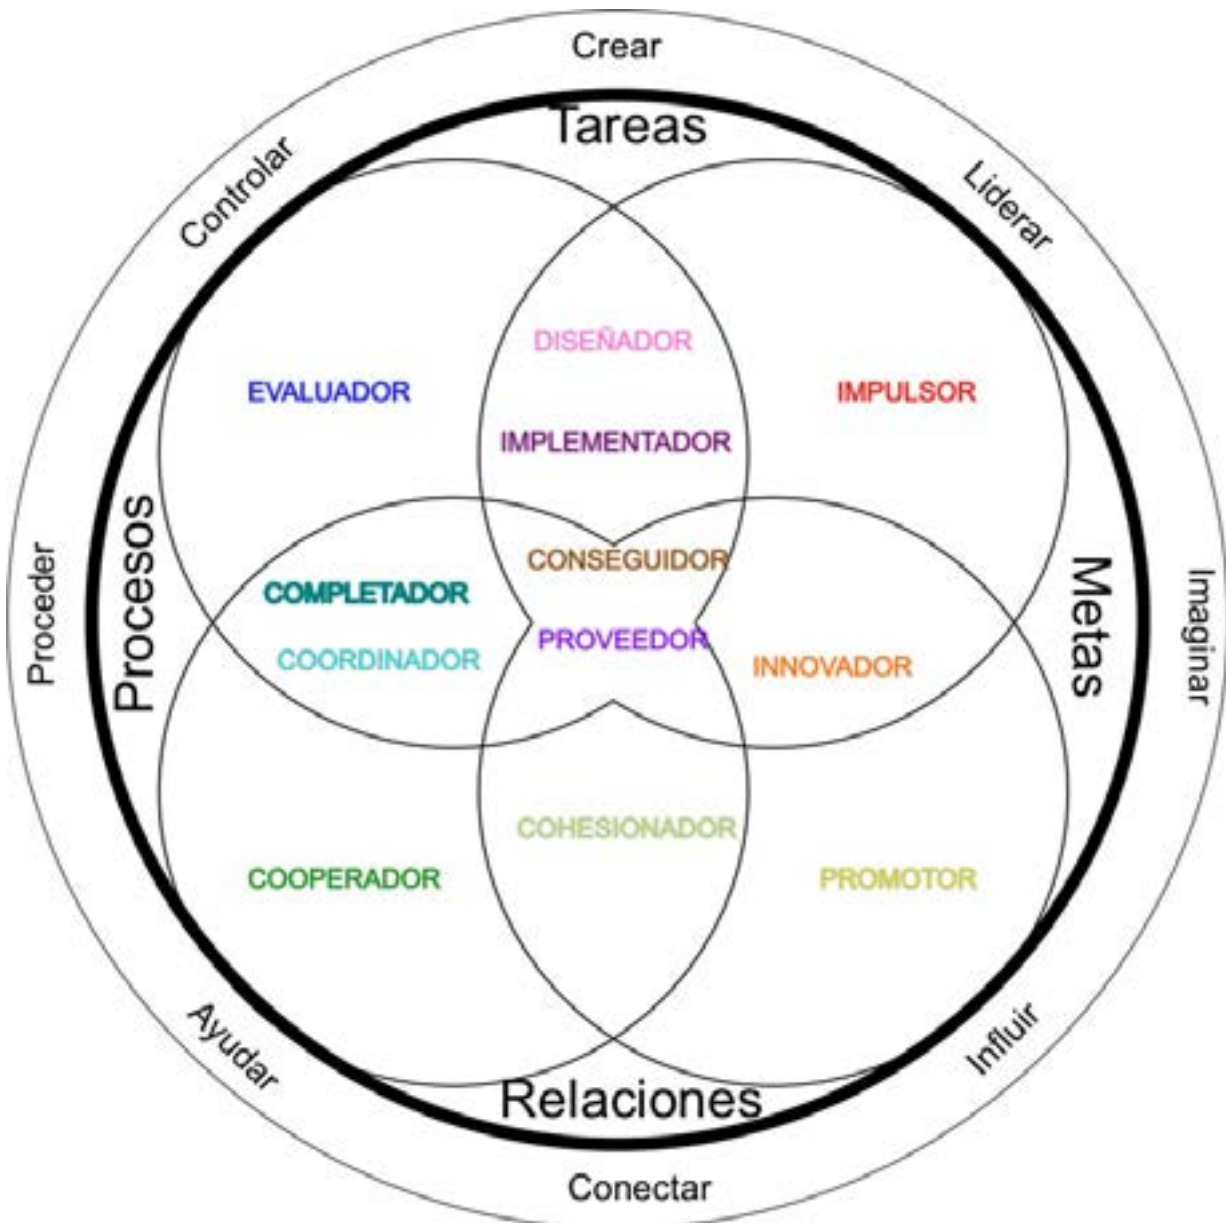 Crear
Tareas
Controlar
Liderar
DISEÑADOR
EVALUADOR
IMPULSOR
IMPLEMENTADOR
CONSEGUIDOR
COMPLETADOR
PROVEEDOR
COORDINADOR
INNOVADOR
Procesos
Proceder
Metas
Imaginar
COHESIONADOR
COOPERADOR
PROMOTOR
Ayudar
Influir
Relaciones
Conectar